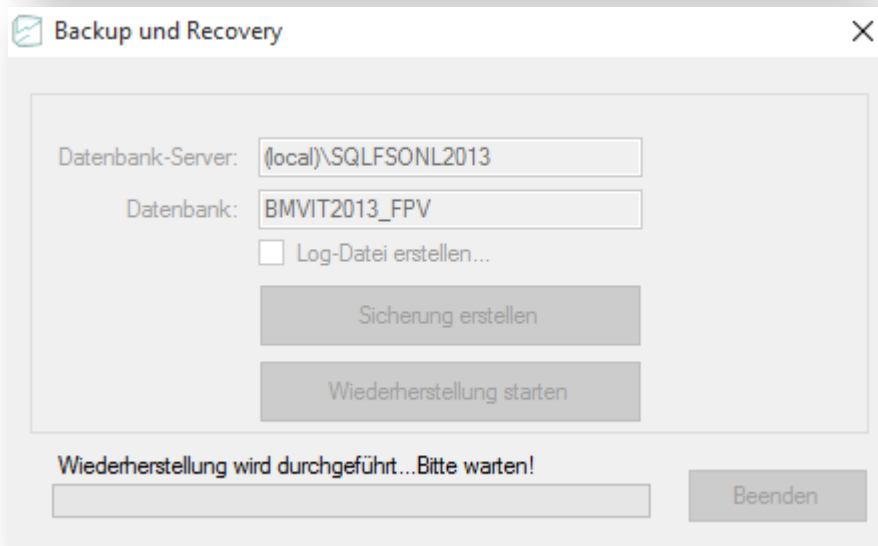 Backup und Recovery
Datenbank-Server: (local)\SQLFSONL2013
Datenbank: BMVIT2013_FPV
Log-Datei erstellen...
Sicherung erstellen
Wiederherstellung starten
Wiederherstellung wird durchgeführt...Bitte warten!
Beenden